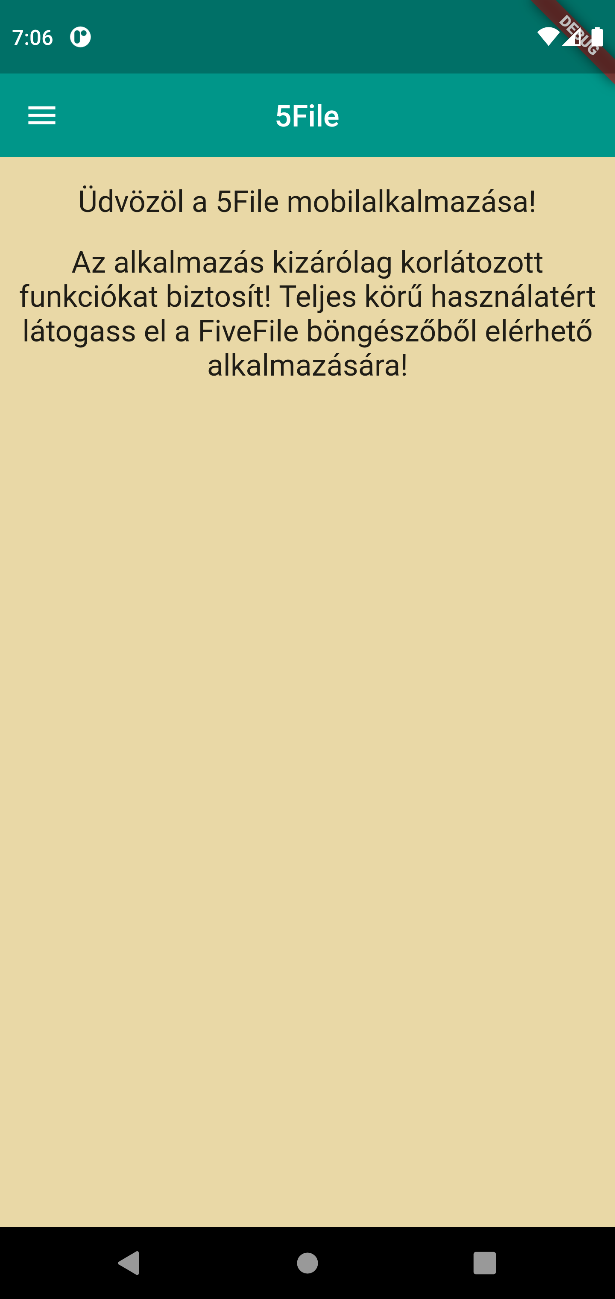 7:06
DEBUG
5File
Üdvözöl a 5File mobilalkalmazása!
Az alkalmazás kizárólag korlátozott
funkciókat biztosít! Teljes körű használatért
látogass el a FiveFile böngészőből elérhető
alkalmazására!